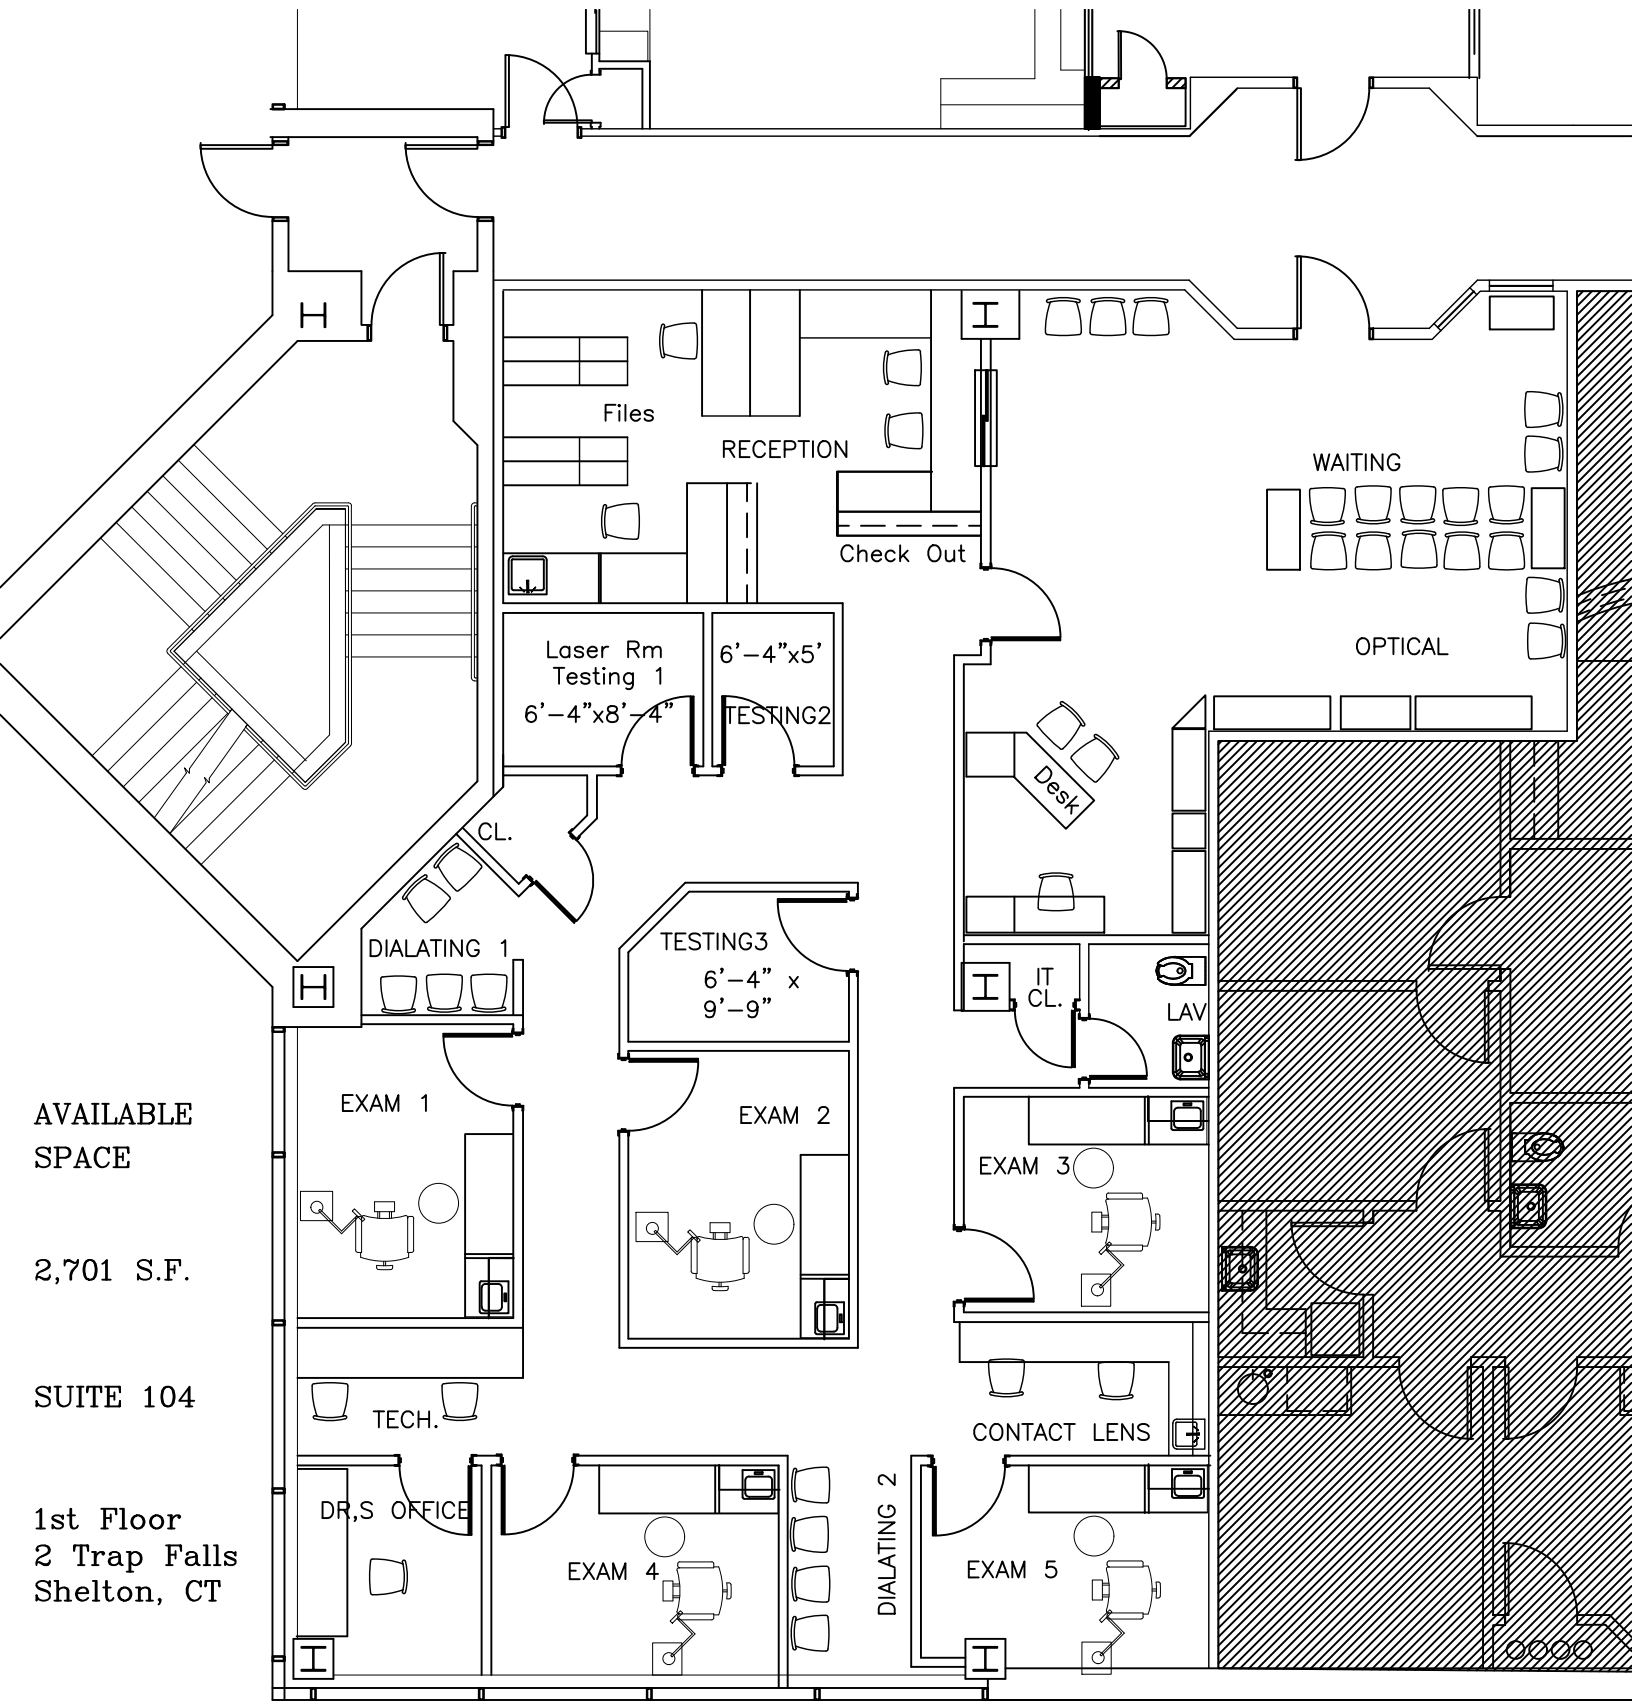 Files
RECEPTION
WAITING
Check Out
OPTICAL
Laser Rm
Testing 1
6'-4"x8'-4"
6'-4"x5'
TESTING2
Desk
CL.
DIALATING 1
TESTING3
6'-4" x
9'-9"
IT
CL.
LAV
EXAM 1
EXAM 2
EXAM 3
AVAILABLE
SPACE
2,701 S.F.
SUITE 104
1st Floor
2 Trap Falls
Shelton, CT
TECH.
CONTACT LENS
DR,S OFFICE
EXAM 4
DIALATING 2
EXAM 5